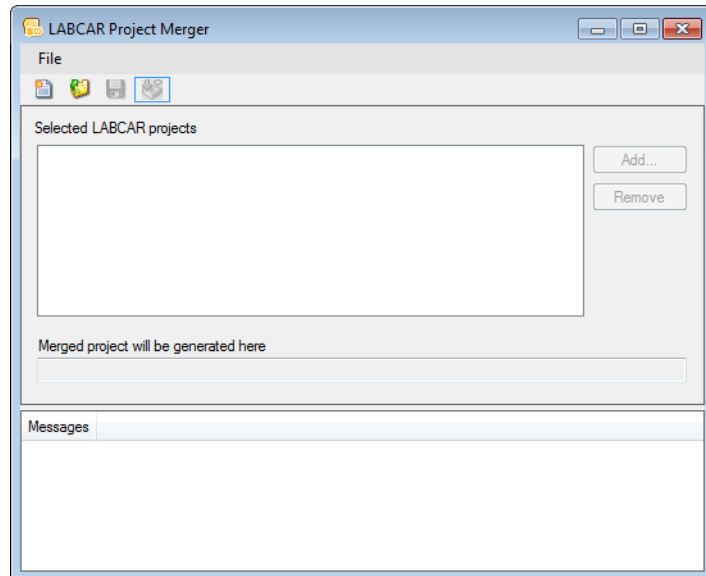 LABCAR Project Merger
File
Selected LABCAR projects
Add...
Remove
Merged project will be generated here
Messages